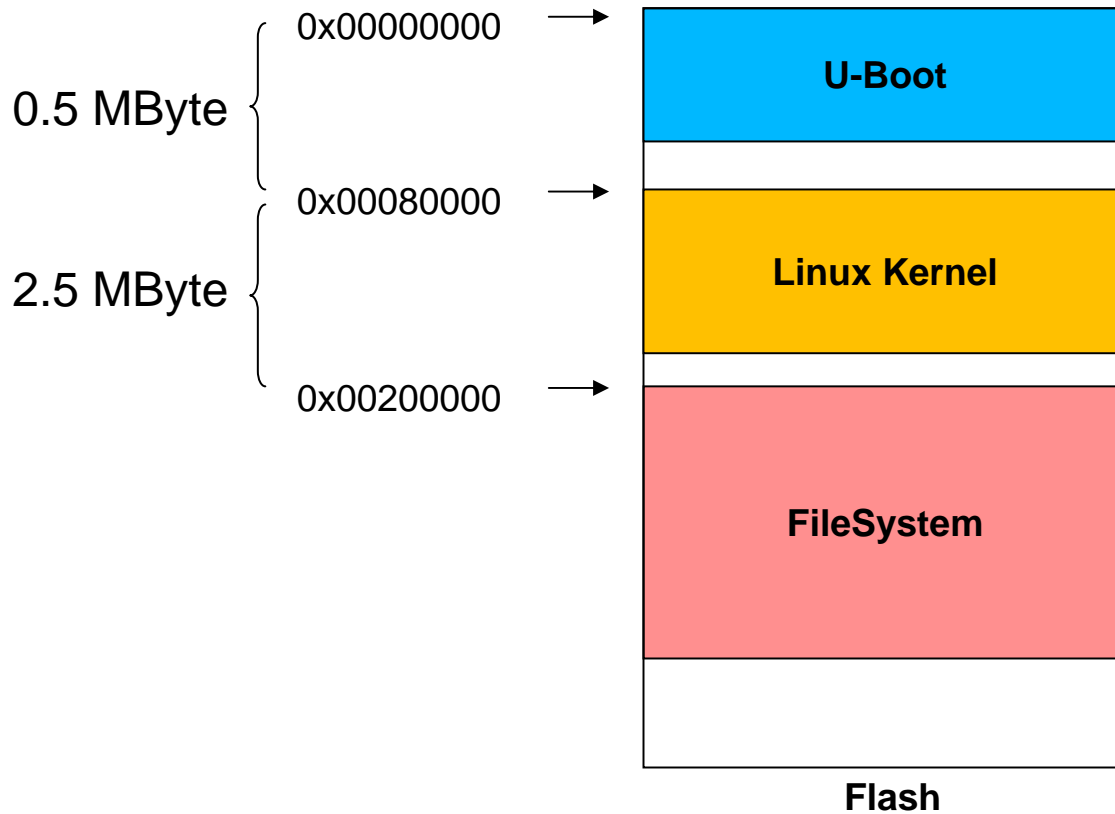 0x00000000
U-Boot
0.5 MByte
0x00080000
Linux Kernel
2.5 MByte
0x00200000
FileSystem
Flash